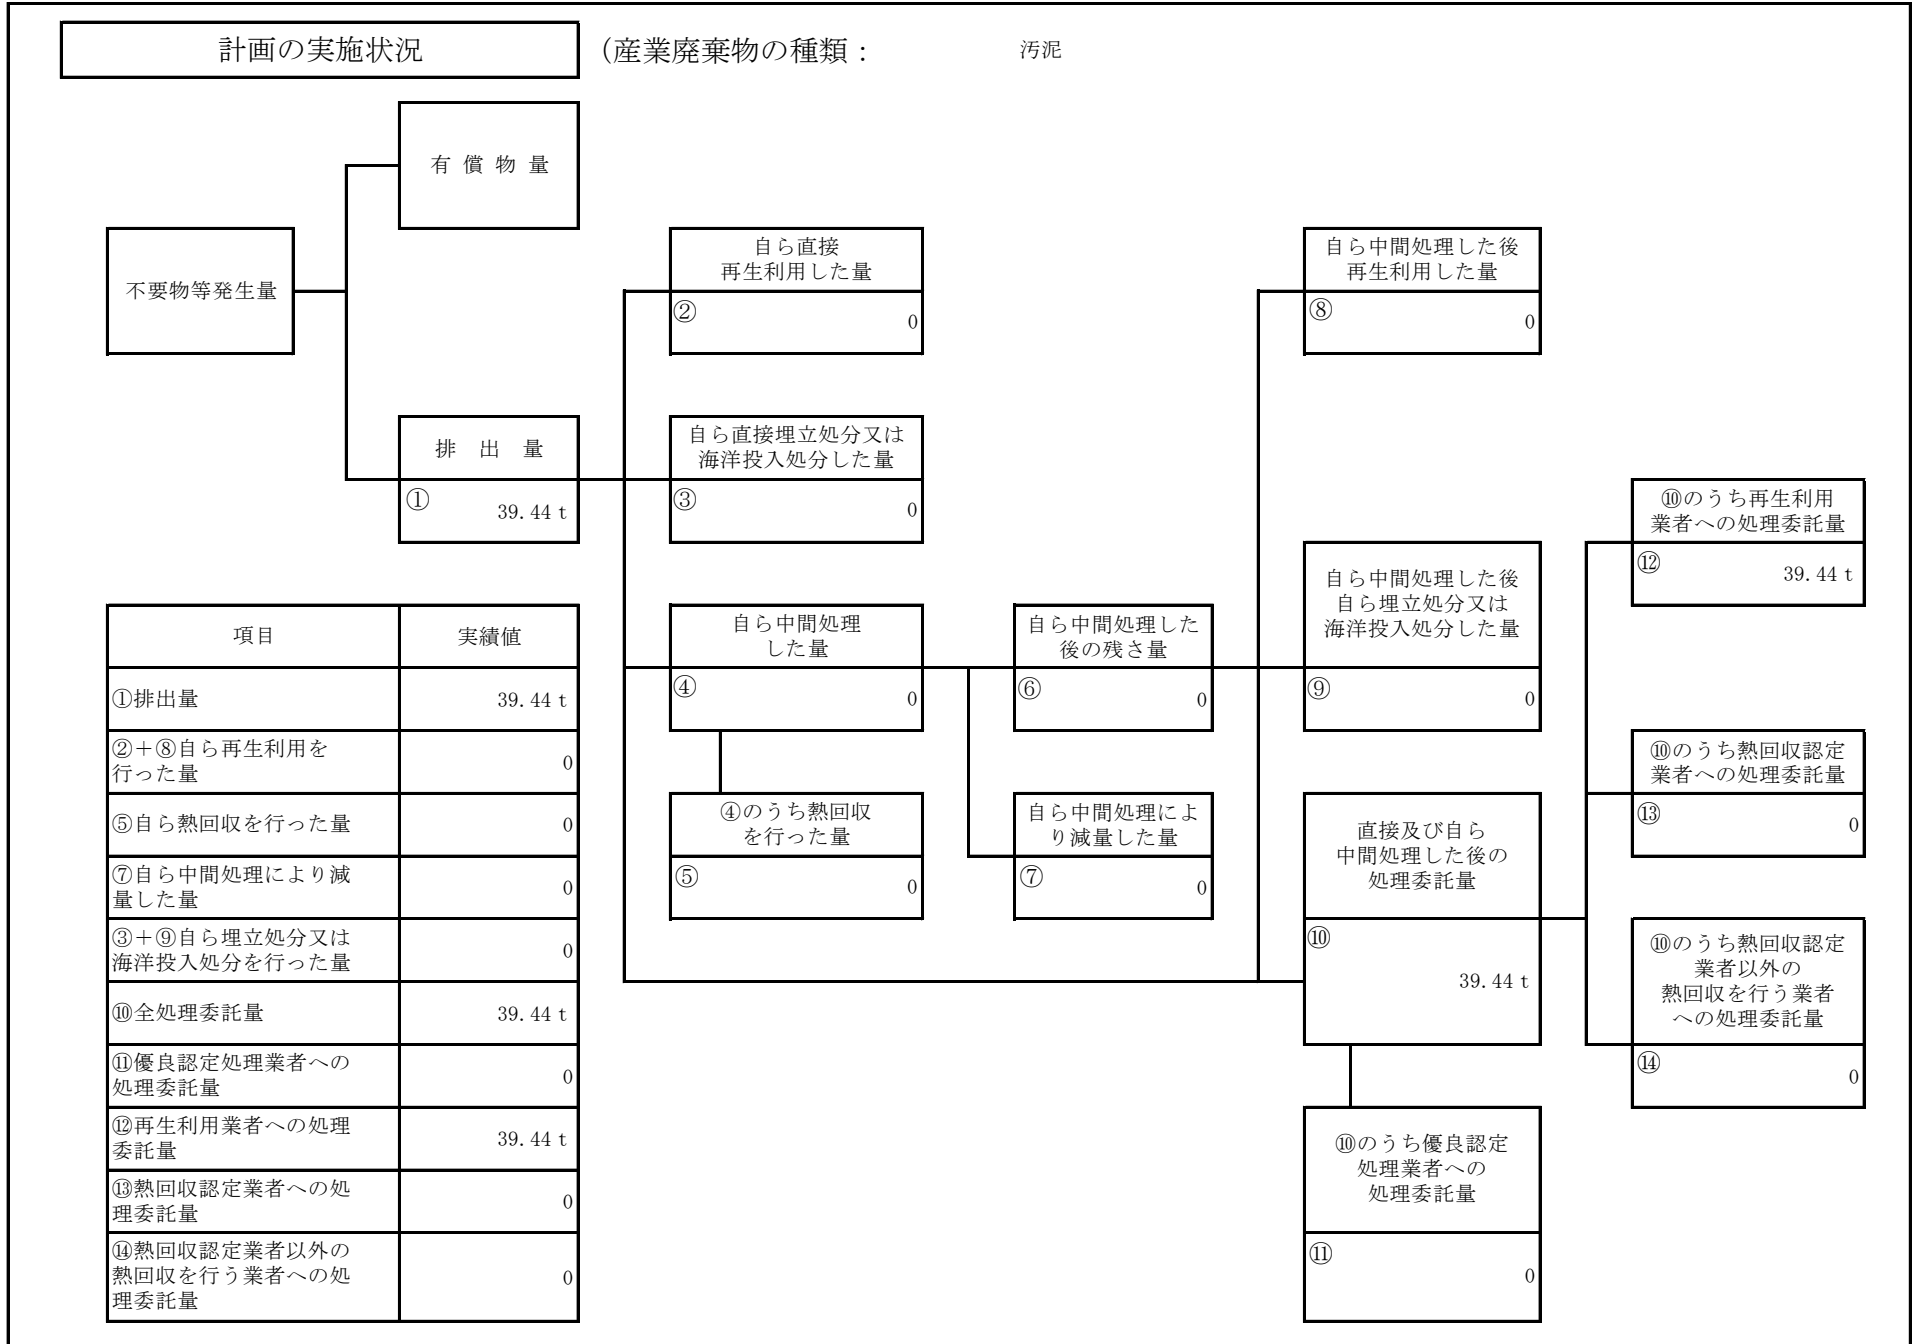 計画の実施状況
(産業廃棄物の種類: 汚泥
有償物量
不要物等発生量
自ら直接
再生利用した量
② 0
自ら中間処理した後
再生利用した量
⑧ 0
排出量
① 39.44 t
自ら直接埋立処分又は
海洋投入処分した量
③ 0
⑩のうち再生利用
業者への処理委託量
⑫ 39.44 t
自ら中間処理した後
自ら埋立処分又は
海洋投入処分した量
⑨ 0
自ら中間処理
した量
④ 0
自ら中間処理した
後の残さ量
⑥ 0
⑩のうち熱回収認定
業者への処理委託量
⑬ 0
④のうち熱回収
を行った量
⑤ 0
自ら中間処理によ
り減量した量
⑦ 0
直接及び自ら
中間処理した後の
処理委託量
⑩
39.44 t
⑩のうち熱回収認定
業者以外の
熱回収を行う業者
への処理委託量
⑭ 0
⑩のうち優良認定
処理業者への
処理委託量
⑪ 0
項目 実績値
①排出量 39.44 t
②+⑧自ら再生利用を
行った量 0
⑤自ら熱回収を行った量 0
⑦自ら中間処理により減
量した量 0
③+⑨自ら埋立処分又は
海洋投入処分を行った量 0
⑩全処理委託量 39.44 t
⑪優良認定処理業者への
処理委託量 0
⑫再生利用業者への処理
委託量 39.44 t
⑬熱回収認定業者への処
理委託量 0
⑭熱回収認定業者以外の
熱回収を行う業者への処
理委託量 0